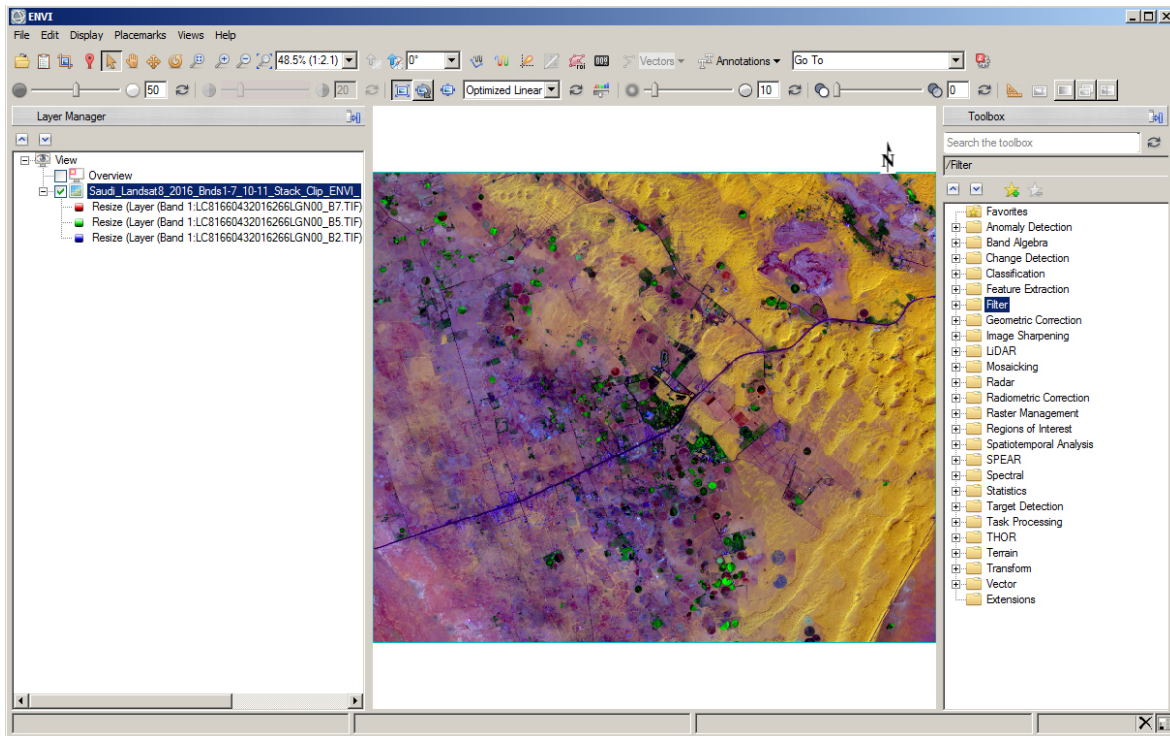 ENVI
File Edit Display Placemarks Views Help
48.5% (1:2.1) 0° Vectors Annotations Go To
50 20 Optimized Linear 10 0
Layer Manager
View
Overview
Saudi_Landsat8_2016_Bnds1-7_10-11_Stack_Clip_ENVI_
Resize (Layer (Band 1:LC81660432016266LGN00_B7.TIF)
Resize (Layer (Band 1:LC81660432016266LGN00_B5.TIF)
Resize (Layer (Band 1:LC81660432016266LGN00_B2.TIF)
N
Toolbox
Search the toolbox
/Filter
Favorites
Anomaly Detection
Band Algebra
Change Detection
Classification
Feature Extraction
Filter
Geometric Correction
Image Sharpening
LiDAR
Mosaicking
Radar
Radiometric Correction
Raster Management
Regions of Interest
Spatiotemporal Analysis
SPEAR
Spectral
Statistics
Target Detection
Task Processing
THOR
Terrain
Transform
Vector
Extensions